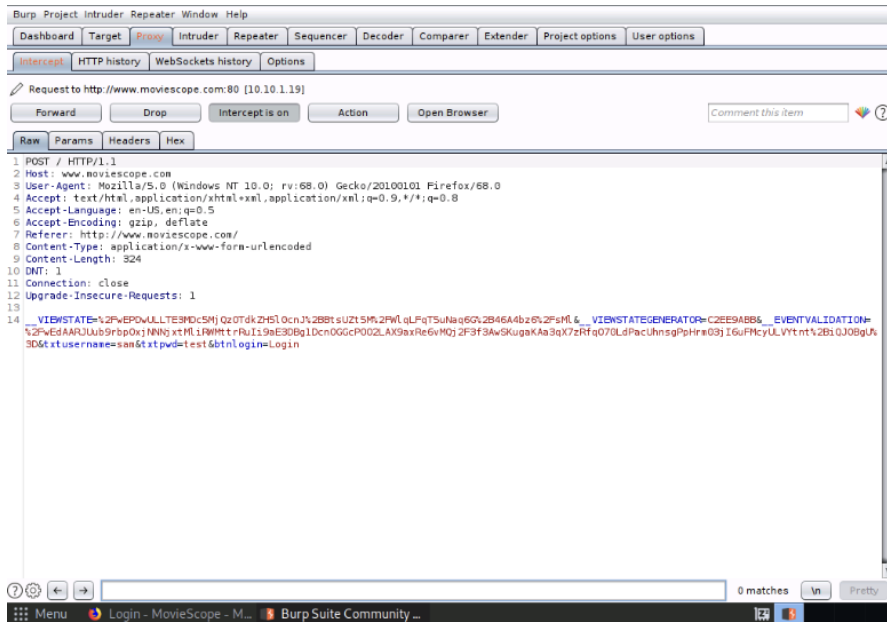 Burp Project Intruder Repeater Window Help
Dashboard Target Proxy Intruder Repeater Sequencer Decoder Comparer Extender Project options User options
Intercept HTTP history WebSockets history Options
Request to http://www.moviescope.com:80 [10.10.1.19]
Forward Drop Intercept is on Action Open Browser Comment this item
Raw Params Headers Hex
1 POST / HTTP/1.1
2 Host: www.moviescope.com
3 User-Agent: Mozilla/5.0 (Windows NT 10.0; rv:68.0) Gecko/20100101 Firefox/68.0
4 Accept: text/html,application/xhtml+xml,application/xml;q=0.9,*/*;q=0.8
5 Accept-Language: en-US,en;q=0.5
6 Accept-Encoding: gzip, deflate
7 Referer: http://www.moviescope.com/
8 Content-Type: application/x-www-form-urlencoded
9 Content-Length: 324
10 DNT: 1
11 Connection: close
12 Upgrade-Insecure-Requests: 1
13
14 __VIEWSTATE= &__VIEWSTATEGENERATOR=C2EE9ABB&__EVENTVALIDATION=
3D&txtusername=sam&txtpwd=test&btnlogin=Login
0 matches \n Pretty
Menu Login - MovieScope - M... Burp Suite Community ...